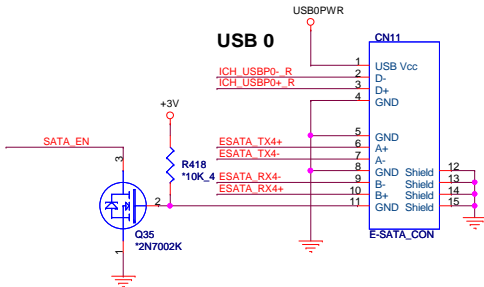 USB0PWR
USB 0
CN11
1 USB Vcc
ICH_USBP0-_R 2 D-
ICH_USBP0+_R 3 D+
4 GND
+3V
5 GND
SATA_EN
ESATA_TX4+ 6 A+
ESATA_TX4- 7 A-
3
R418
8 GND Shield 12
*10K_4
ESATA_RX4- 9 B- Shield 13
ESATA_RX4+ 10 B+ Shield 14
2
11 GND Shield 15
Q35
E-SATA_CON
*2N7002K
1